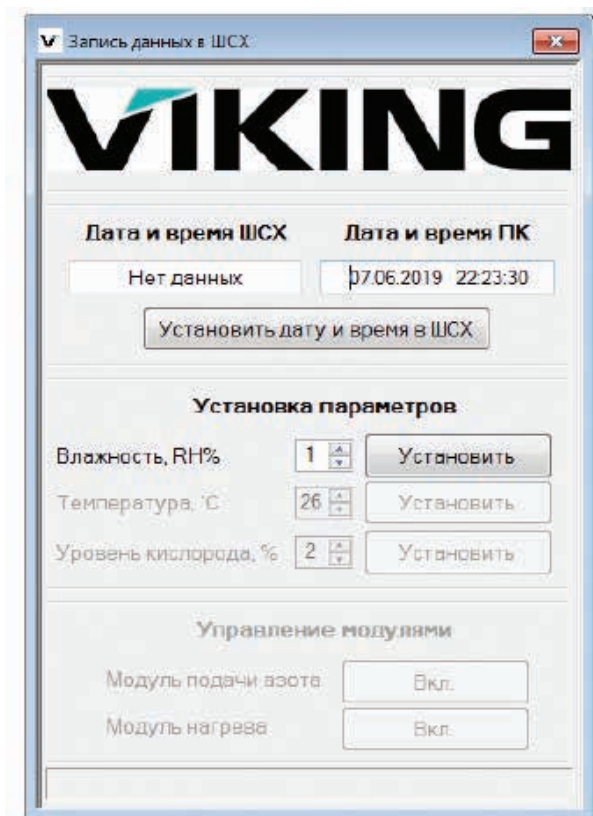 Запись данных в ШСХ
VIKING
Дата и время ШСХ Дата и время ПК
Нет данных 07.06.2019 22:23:30
Установить дату и время в ШСХ
Установка параметров
Влажность, RH% 1 Установить
Температура, °C 26 Установить
Уровень кислорода, % 2 Установить
Управление модулями
Модуль подачи азота Вкл.
Модуль нагрева Вкл.